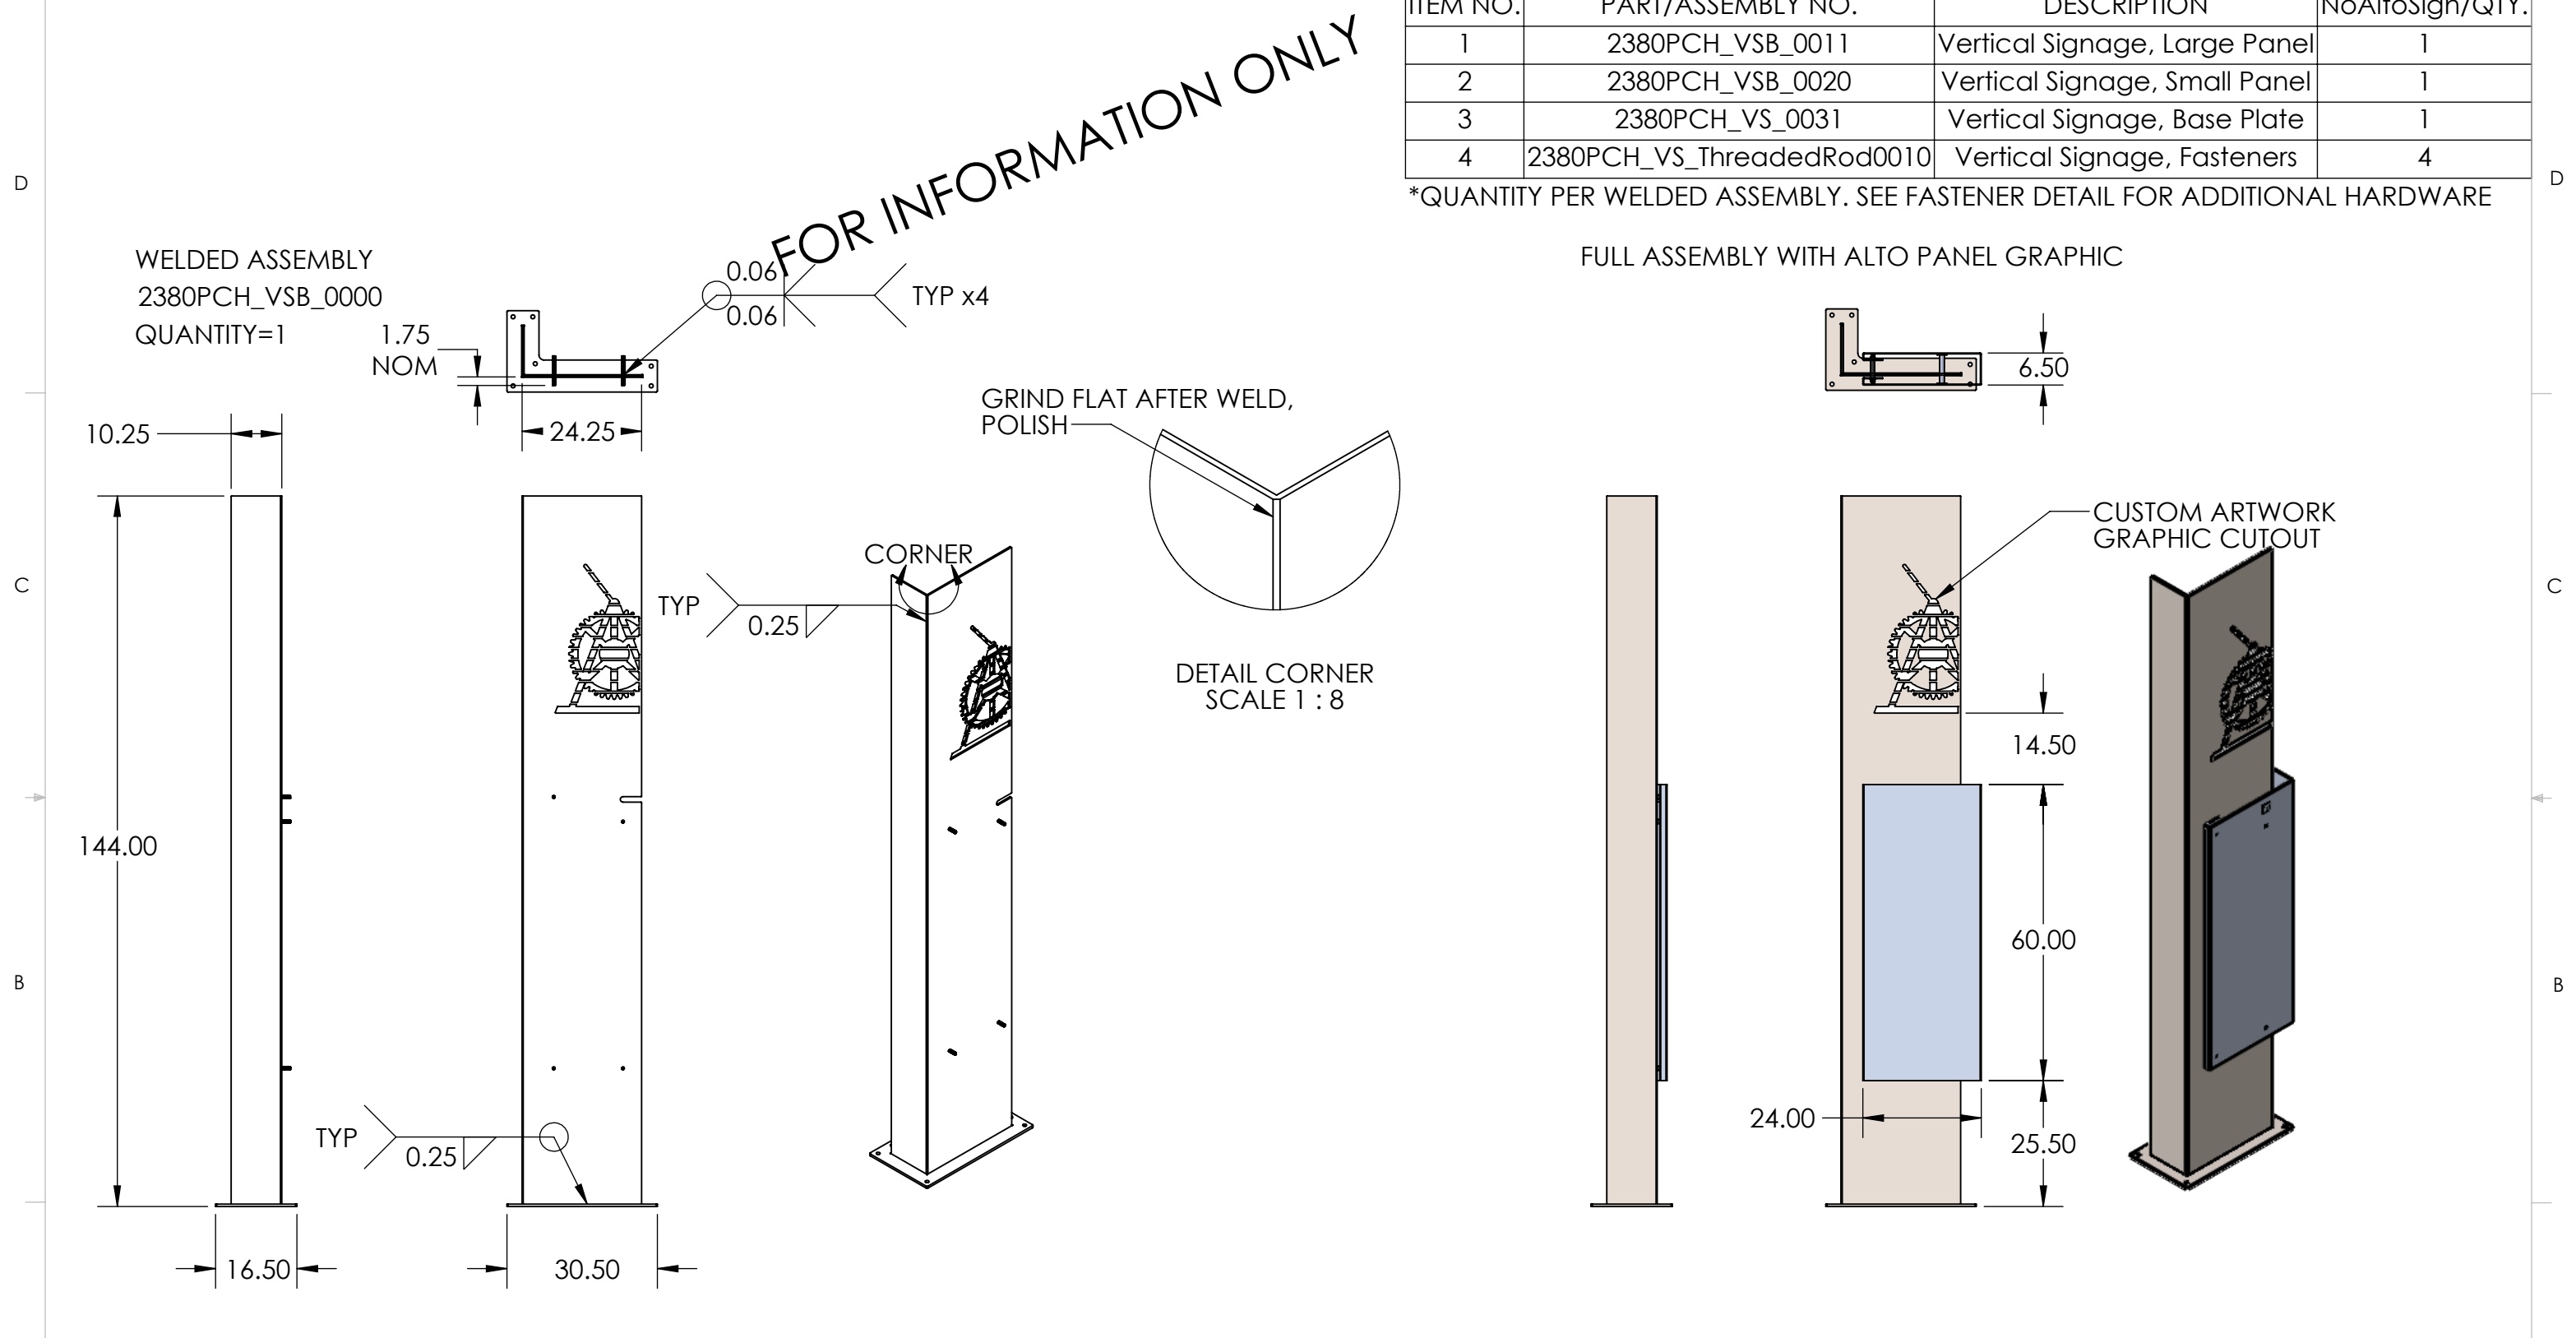 ITEM NO. PART/ASSEMBLY NO. DESCRIPTION NoAltoSign/QTY.
1 2380PCH_VSB_0011 Vertical Signage, Large Panel 1
2 2380PCH_VSB_0020 Vertical Signage, Small Panel 1
3 2380PCH_VS_0031 Vertical Signage, Base Plate 1
4 2380PCH_VS_ThreadedRod0010 Vertical Signage, Fasteners 4
*QUANTITY PER WELDED ASSEMBLY. SEE FASTENER DETAIL FOR ADDITIONAL HARDWARE
FOR INFORMATION ONLY
D
D
WELDED ASSEMBLY
2380PCH_VSB_0000
QUANTITY=1
1.75
NOM
0.06
0.06
TYP x4
24.25
10.25
144.00
GRIND FLAT AFTER WELD,
POLISH
CORNER
TYP
0.25
DETAIL CORNER
SCALE 1 : 8
TYP
0.25
16.50
30.50
FULL ASSEMBLY WITH ALTO PANEL GRAPHIC
6.50
CUSTOM ARTWORK
GRAPHIC CUTOUT
14.50
60.00
24.00
25.50
C
C
B
B